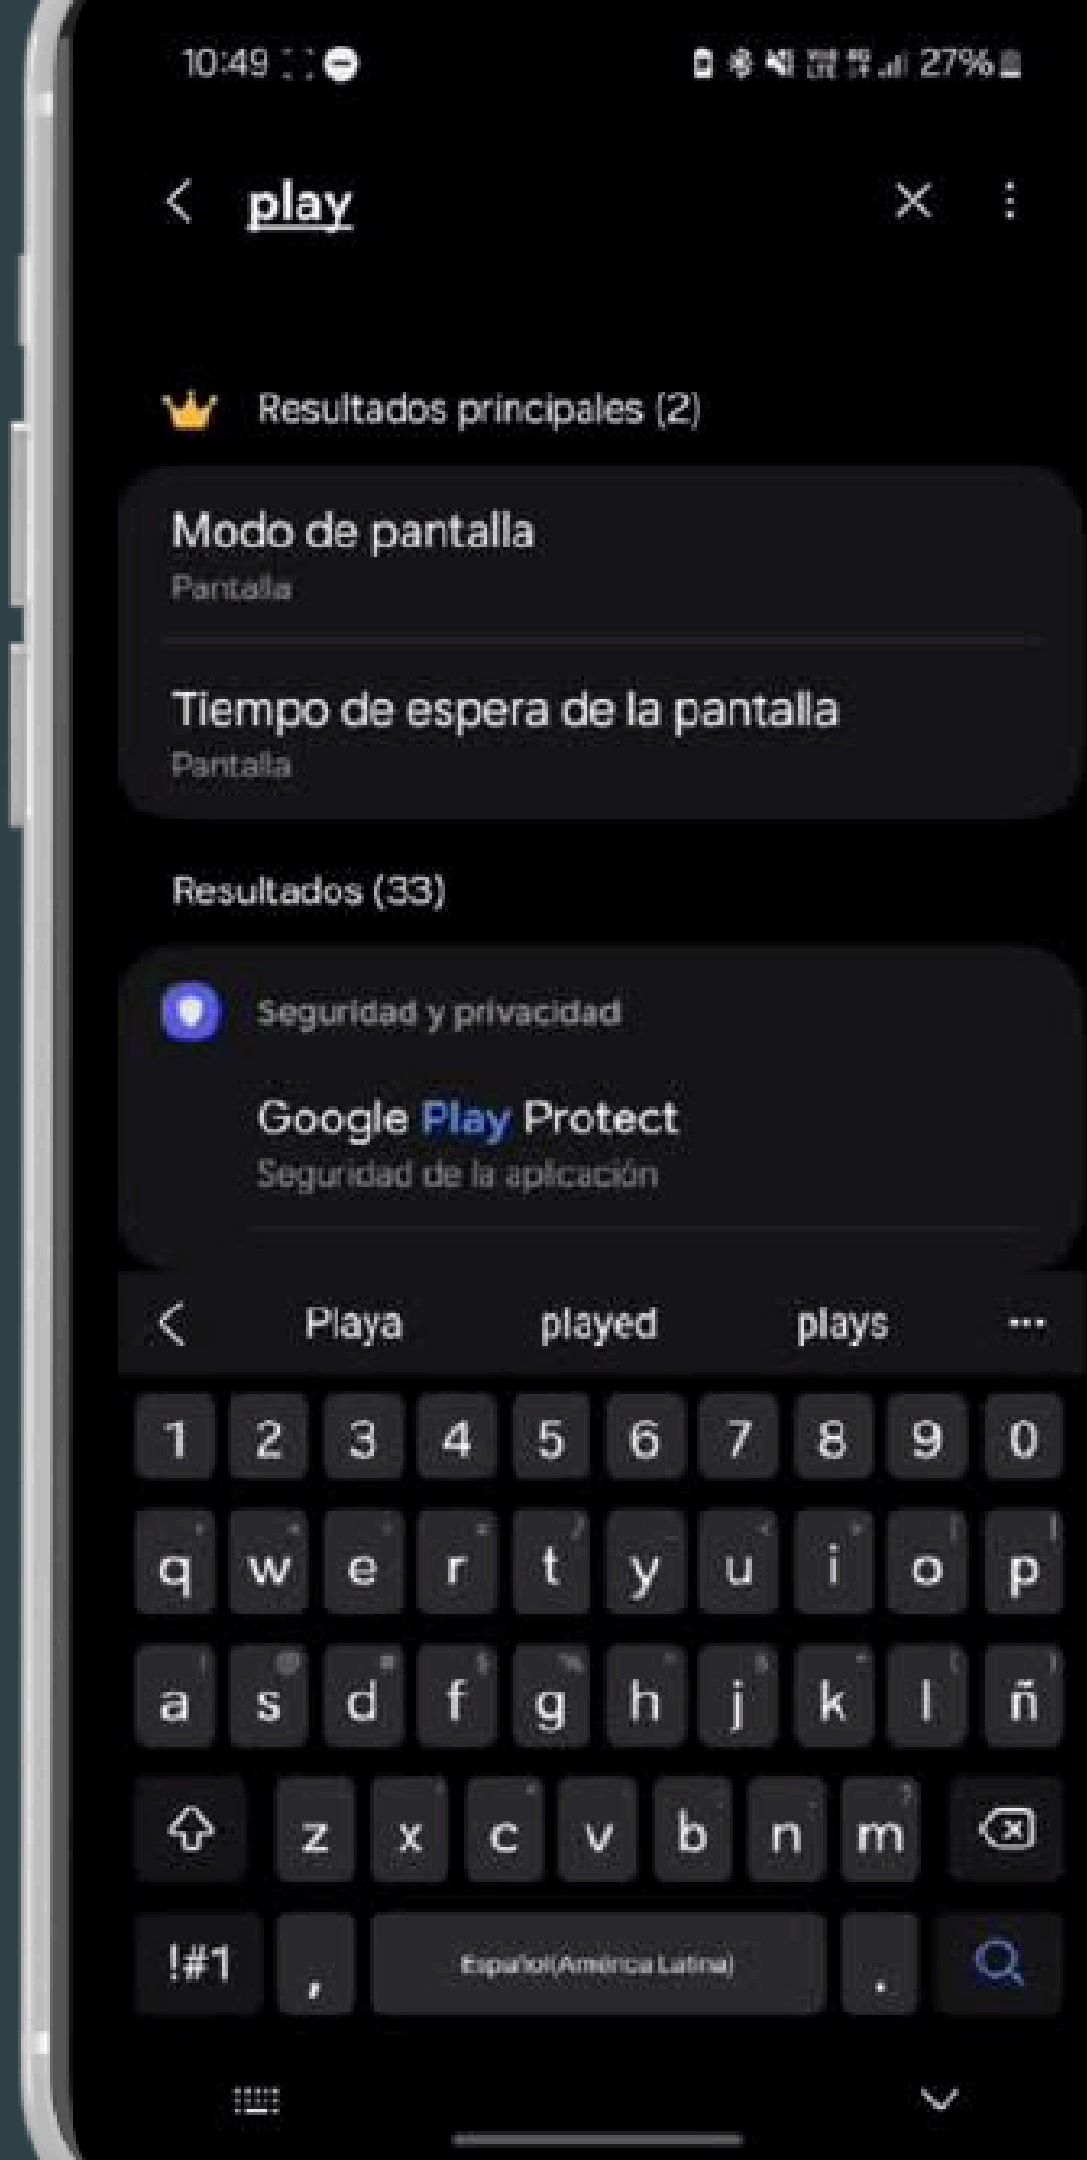 10:49 27%
play
Resultados principales (2)
Modo de pantalla
Pantalla
Tiempo de espera de la pantalla
Pantalla
Resultados (33)
Seguridad y privacidad
Google Play Protect
Seguridad de la aplicación
Playa played plays
1 2 3 4 5 6 7 8 9 0
q w e r t y u i o p
a s d f g h j k l ñ
z x c v b n m
!#1 , Español(América Latina) .